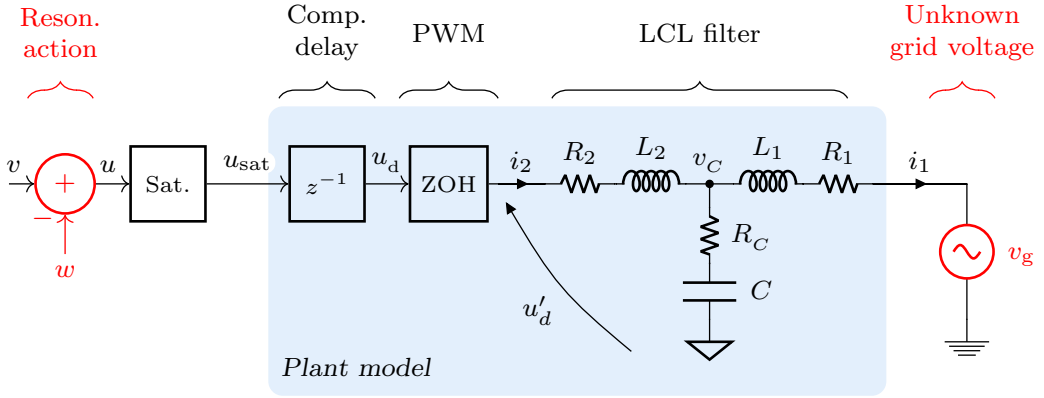 Reson.
action
Comp.
delay
PWM
LCL filter
Unknown
grid voltage
v
+
−
w
u
Sat.
u_sat
z^{-1}
u_d
ZOH
i_2
R_2
L_2
v_C
L_1
R_1
i_1
R_C
C
u'_d
v_g
Plant model